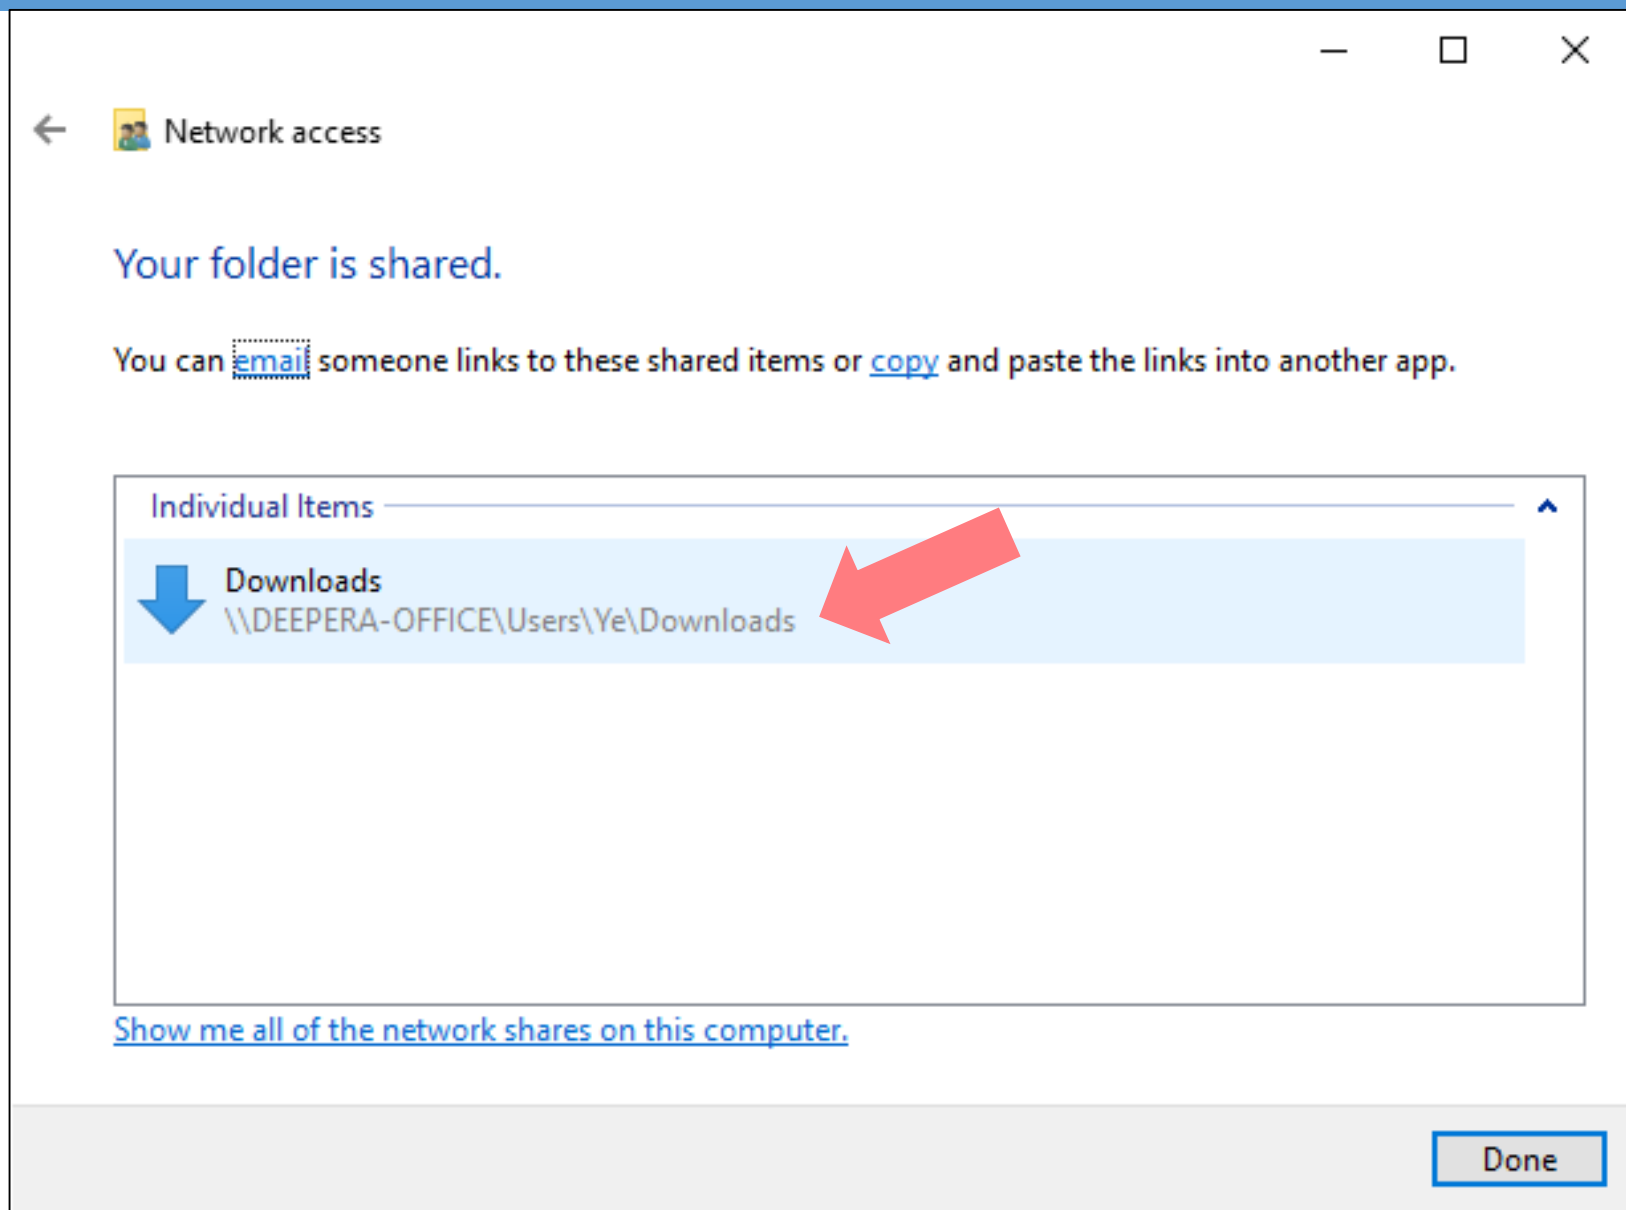 Network access
Your folder is shared.
You can email someone links to these shared items or copy and paste the links into another app.
Individual Items
Downloads
\\DEEPERA-OFFICE\Users\Ye\Downloads
Show me all of the network shares on this computer.
Done